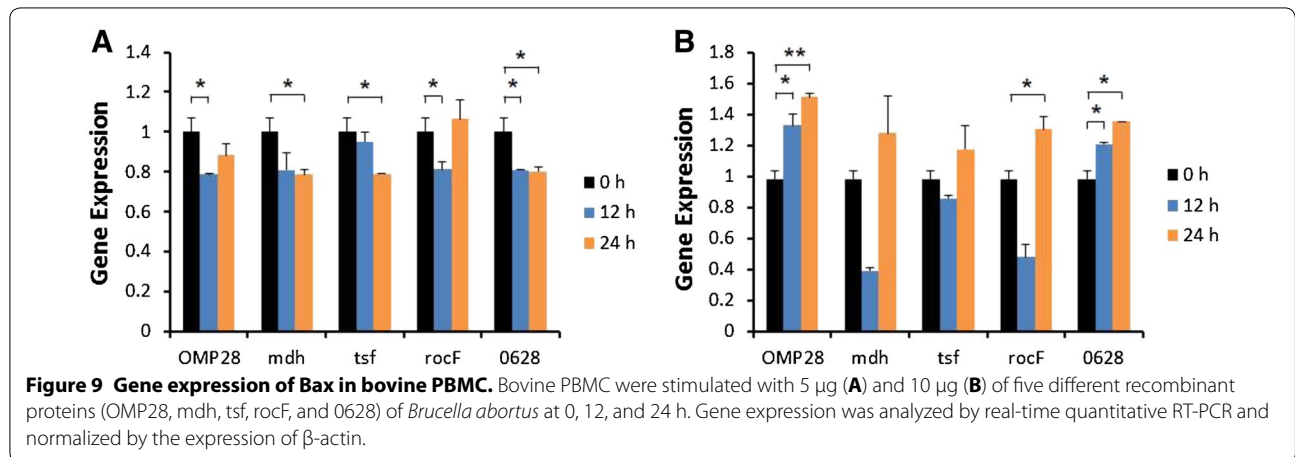 A
Gene Expression
1.4
1.2
1
0.8
0.6
0.4
0.2
0
*
*
*
*
*
*
OMP28 mdh tsf rocF 0628
0 h
12 h
24 h
B
Gene Expression
1.8
1.6
1.4
1.2
1
0.8
0.6
0.4
0.2
0
**
*
*
*
*
OMP28 mdh tsf rocF 0628
0 h
12 h
24 h
Figure 9 Gene expression of Bax in bovine PBMC. Bovine PBMC were stimulated with 5 µg (A) and 10 µg (B) of five different recombinant
proteins (OMP28, mdh, tsf, rocF, and 0628) of Brucella abortus at 0, 12, and 24 h. Gene expression was analyzed by real-time quantitative RT-PCR and
normalized by the expression of β-actin.